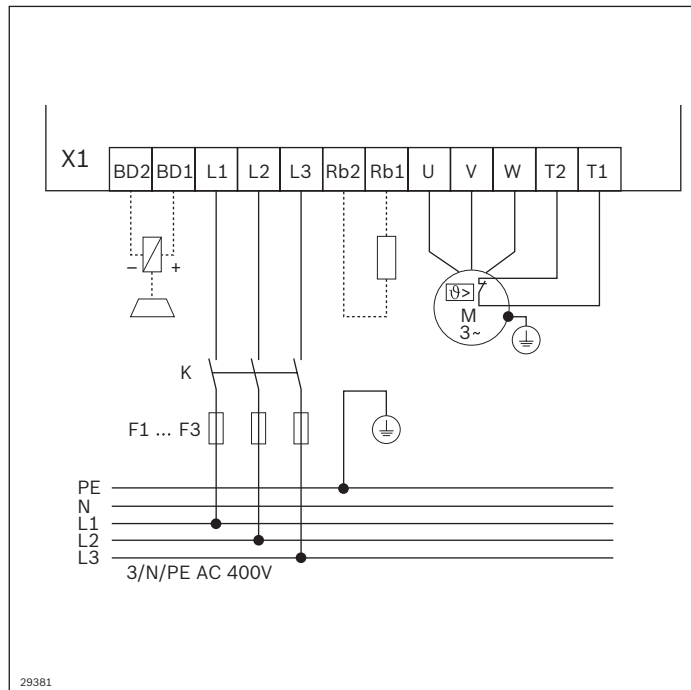 X1
BD2 BD1 L1 L2 L3 Rb2 Rb1 U V W T2 T1
– +
ϑ>
M
3~
K
F1 ... F3
PE
N
L1
L2
L3
3/N/PE AC 400V
29381